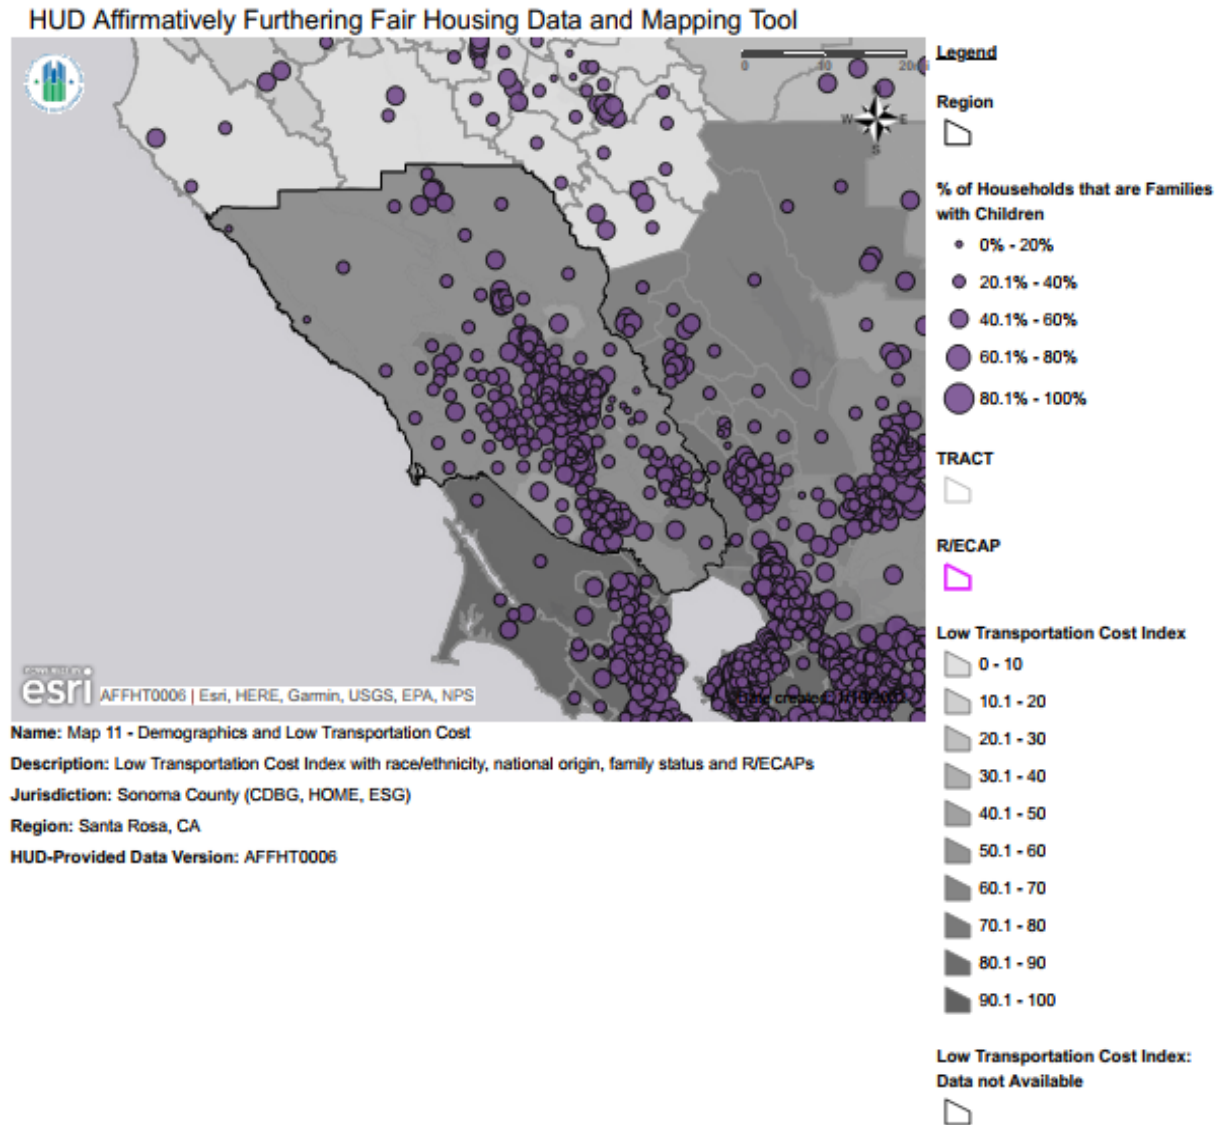 HUD Affirmatively Furthering Fair Housing Data and Mapping Tool
0 10 20
Legend
Region
N
W E
S
% of Households that are Families
with Children
0% - 20%
20.1% - 40%
40.1% - 60%
60.1% - 80%
80.1% - 100%
TRACT
R/ECAP
Low Transportation Cost Index
0 - 10
10.1 - 20
20.1 - 30
30.1 - 40
40.1 - 50
50.1 - 60
60.1 - 70
70.1 - 80
80.1 - 90
90.1 - 100
Low Transportation Cost Index:
Data not Available
POWERED BY
esri
AFFHT0006 | Esri, HERE, Garmin, USGS, EPA, NPS
Date created:
Name: Map 11 - Demographics and Low Transportation Cost
Description: Low Transportation Cost Index with race/ethnicity, national origin, family status and R/ECAPs
Jurisdiction: Sonoma County (CDBG, HOME, ESG)
Region: Santa Rosa, CA
HUD-Provided Data Version: AFFHT0006